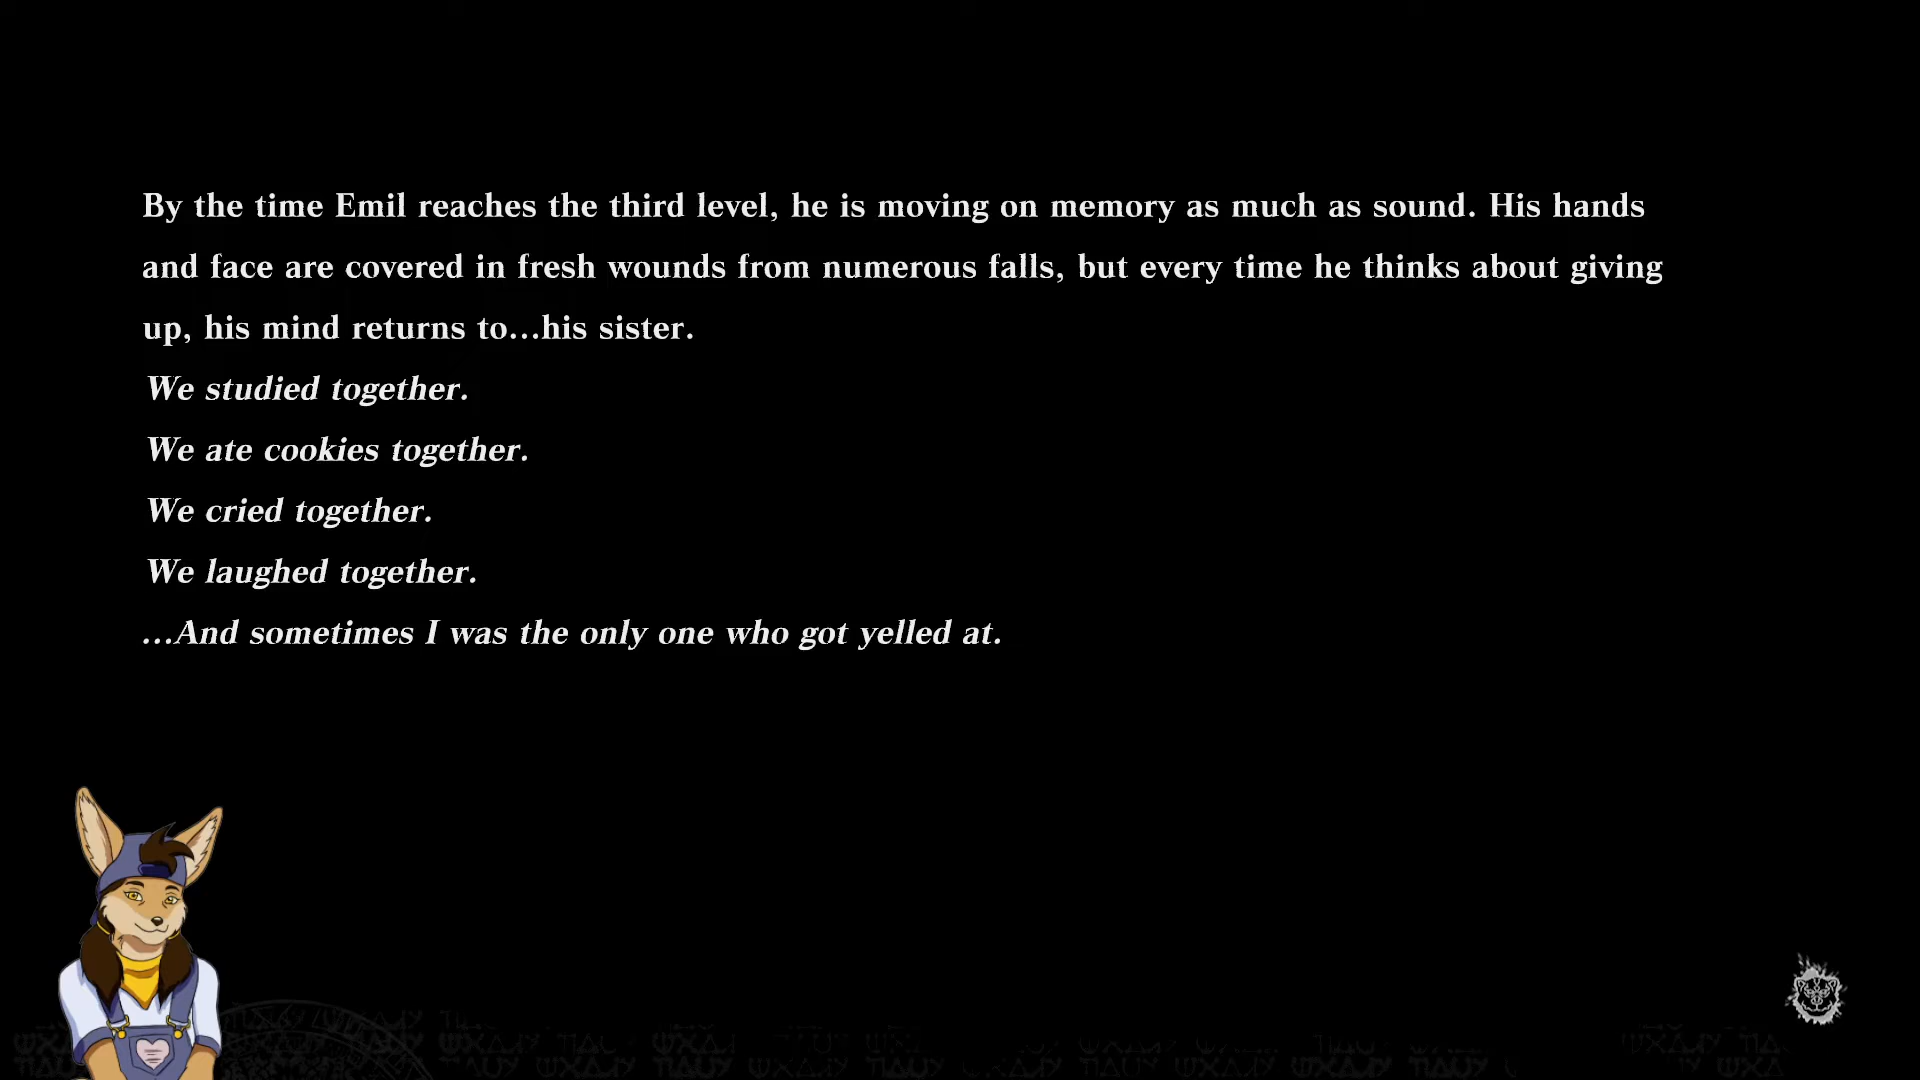 By the time Emil reaches the third level, he is moving on memory as much as sound. His hands
and face are covered in fresh wounds from numerous falls, but every time he thinks about giving
up, his mind returns to…his sister.
We studied together.
We ate cookies together.
We cried together.
We laughed together.
…And sometimes I was the only one who got yelled at.